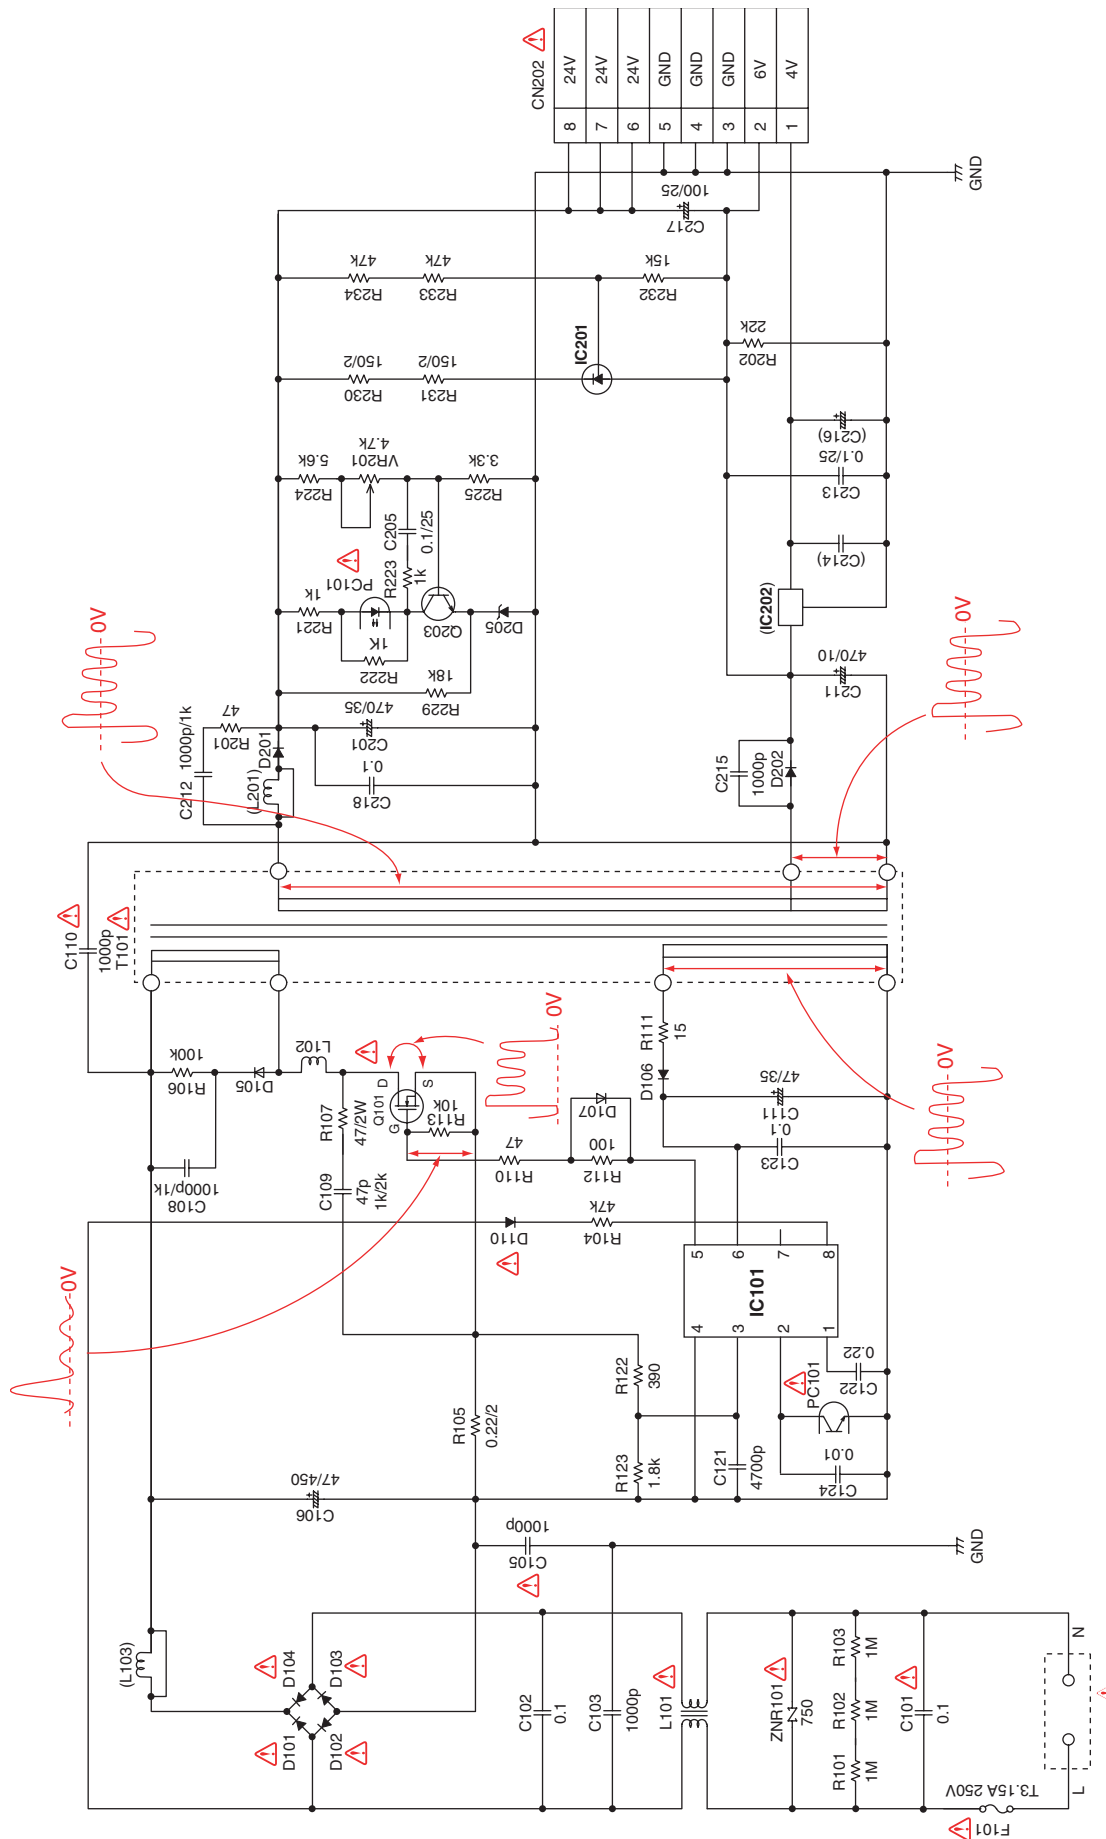 CN202
24V
24V
24V
GND
GND
GND
6V
4V
8
7
6
5
4
3
2
1
GND
100/25
C217
47k
R234
47k
R233
15k
R232
22k
R202
150/2
R230
150/2
R231
IC201
5.6k
R224
4.7k
VR201
3.3k
R225
C205
0.1/25
R223
1k
PC101
1k
R221
1K
R222
Q203
D205
18k
R229
(C216)
0.1/25
C213
(C214)
(IC202)
0V
0V
47
R201
C212 1000p/1k
D201
(L201)
470/35
C201
0.1
C218
C215
1000p
D202
470/10
C211
C110
1000p
T101
100k
R106
D105
L102
1000p/1k
C108
R107
47/2W
C109
47p
1k/2k
Q101
D
S
G
10k
R113
0V
47
R110
100
R112
D107
D106
R111
15
47/35
C111
0.1
C123
0V
D110
47k
R104
0V
IC101
5
6
7
8
4
3
2
1
R122
390
R105
0.22/2
R123
1.8k
C121
4700p
PC101
0.22
C122
0.01
C124
47/450
C106
1000p
C105
GND
(L103)
D104
D103
D101
D102
C102
0.1
C103
1000p
L101
ZNR101
750
R103
1M
R102
1M
R101
1M
C101
0.1
N
L
T3.15A 250V
F101